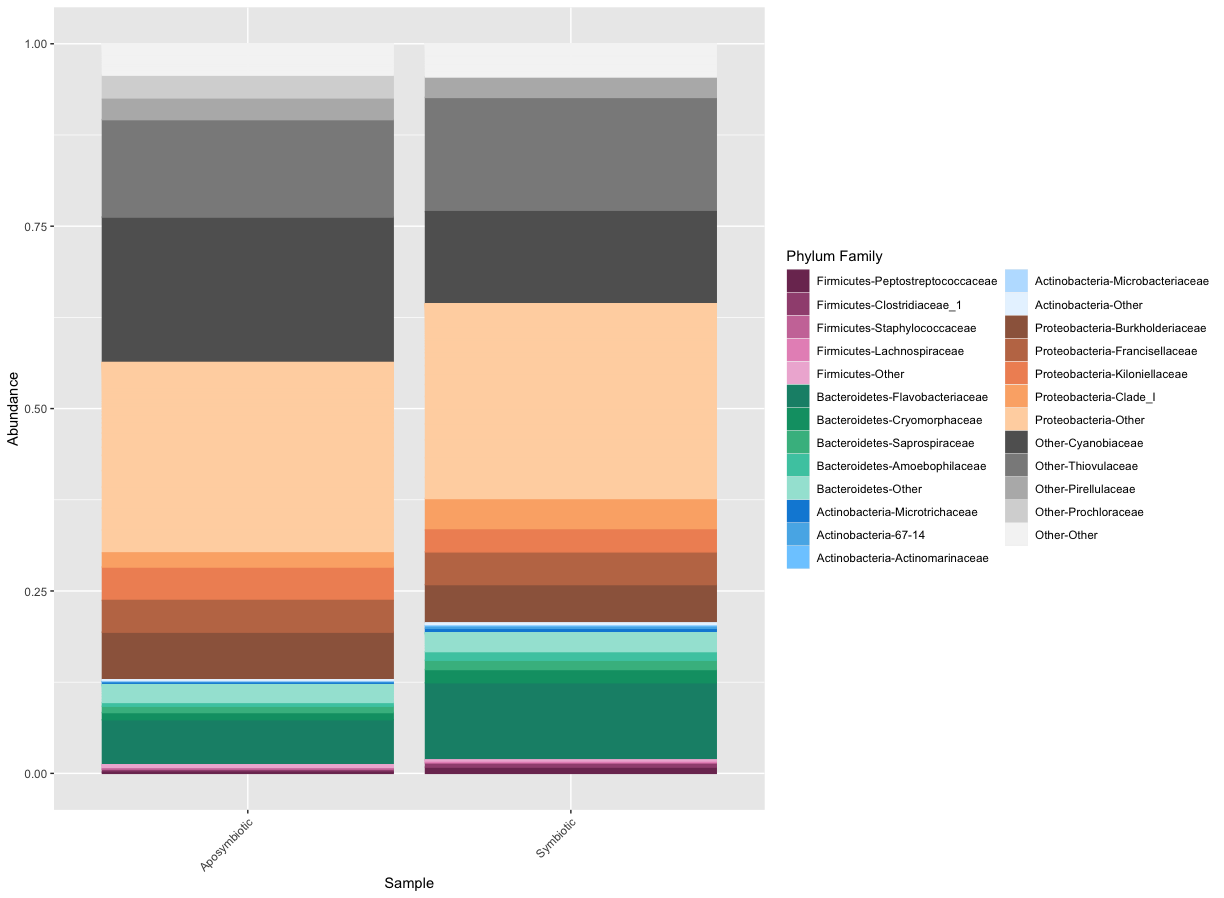 1.00
0.75
0.50
0.25
0.00
Abundance
Aposymbiotic
Symbiotic
Sample
Phylum Family
Firmicutes-Peptostreptococcaceae
Firmicutes-Clostridiaceae_1
Firmicutes-Staphylococcaceae
Firmicutes-Lachnospiraceae
Firmicutes-Other
Bacteroidetes-Flavobacteriaceae
Bacteroidetes-Cryomorphaceae
Bacteroidetes-Saprospiraceae
Bacteroidetes-Amoebophilaceae
Bacteroidetes-Other
Actinobacteria-Microtrichaceae
Actinobacteria-67-14
Actinobacteria-Actinomarinaceae
Actinobacteria-Microbacteriaceae
Actinobacteria-Other
Proteobacteria-Burkholderiaceae
Proteobacteria-Francisellaceae
Proteobacteria-Kiloniellaceae
Proteobacteria-Clade_I
Proteobacteria-Other
Other-Cyanobiaceae
Other-Thiovulaceae
Other-Pirellulaceae
Other-Prochloraceae
Other-Other